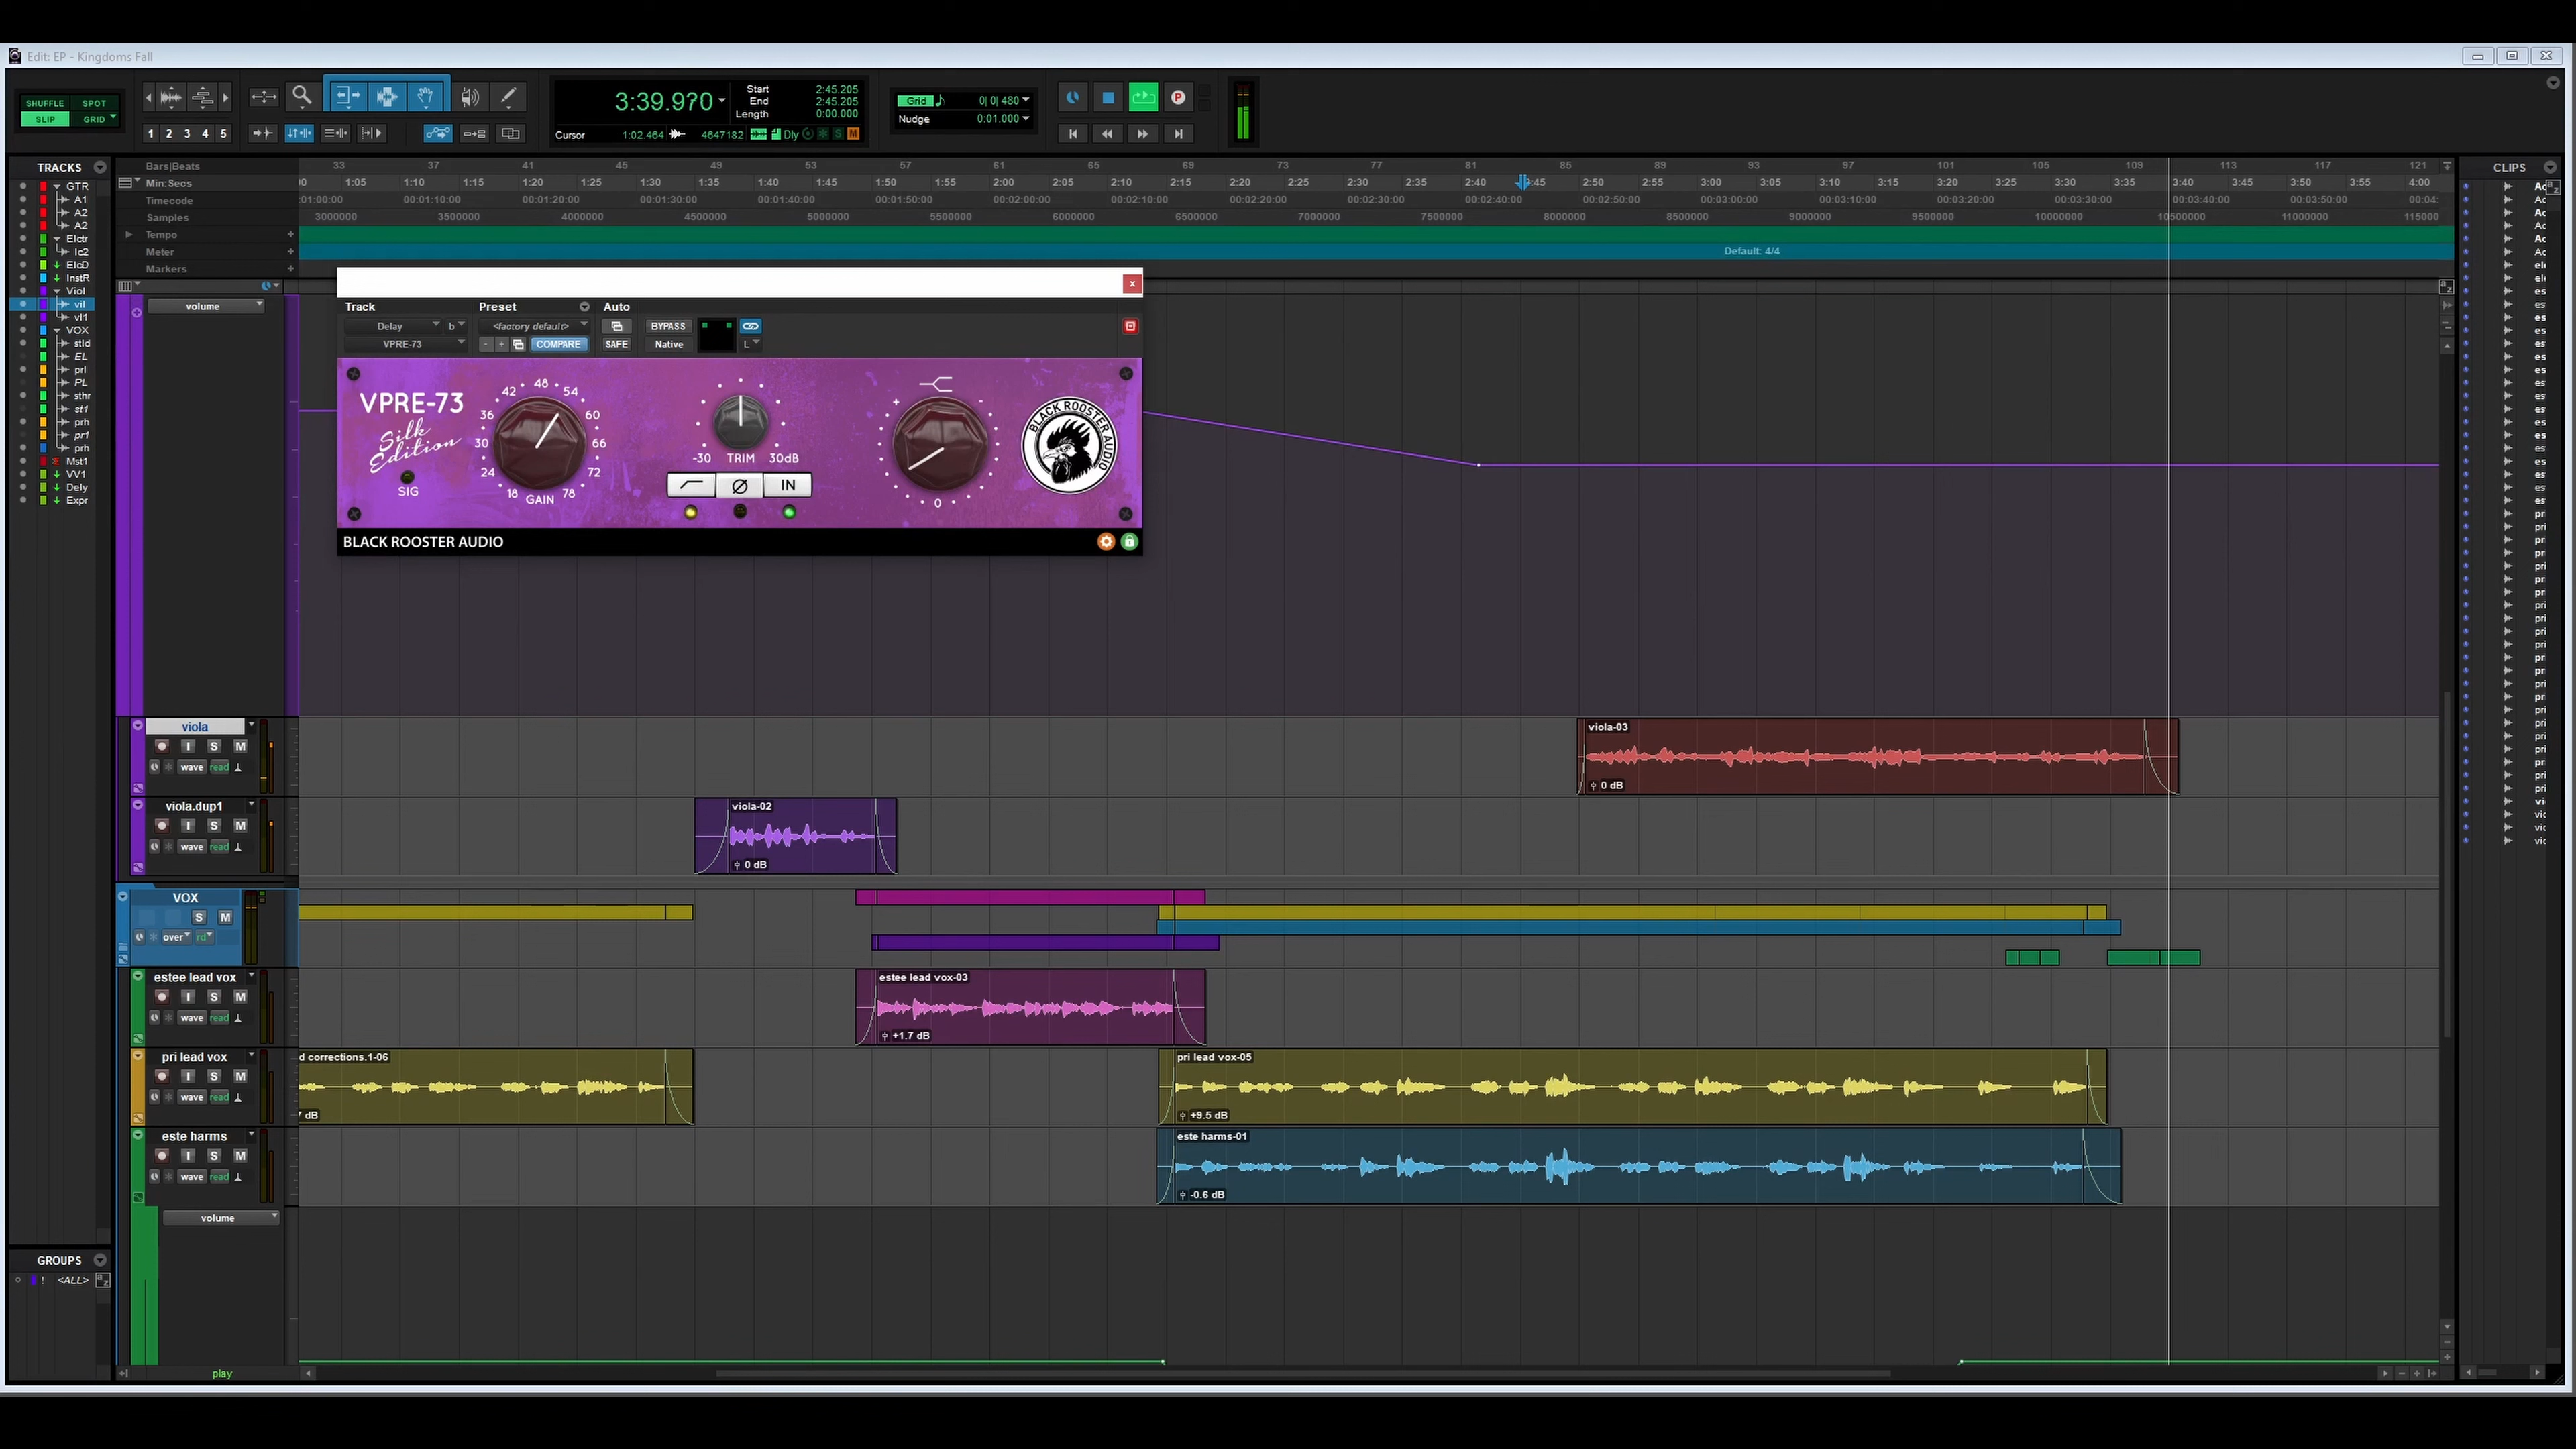 Edit: EP - Kingdoms Fall
SHUFFLE SPOT
SLIP GRID
1 2 3 4 5
3:39.970
Start 2:45.205
End 2:45.205
Length 0:00.000
Cursor 1:02.464 4647182 Dly S M
Grid 0| 0| 480
Nudge 0:01.000
P
TRACKS
GTR
A1
A2
A2
Elctr
lc2
ElcD
InstR
Viol
vil
vl1
VOX
stld
EL
prl
PL
sthr
st1
prh
pr1
prh
Mst1
VV1
Dely
Expr
GROUPS
! <ALL>
Bars|Beats 33 37 41 45 49 53 57 61 65 69 73 77 81 85 89 93 97 101 105 109 113 117 121
Min:Secs 1:05 1:10 1:15 1:20 1:25 1:30 1:35 1:40 1:45 1:50 1:55 2:00 2:05 2:10 2:15 2:20 2:25 2:30 2:35 2:40 2:45 2:50 2:55 3:00 3:05 3:10 3:15 3:20 3:25 3:30 3:35 3:40 3:45 3:50 3:55 4:00
Timecode :01:00:00 00:01:10:00 00:01:20:00 00:01:30:00 00:01:40:00 00:01:50:00 00:02:00:00 00:02:10:00 00:02:20:00 00:02:30:00 00:02:40:00 00:02:50:00 00:03:00:00 00:03:10:00 00:03:20:00 00:03:30:00 00:03:40:00 00:03:50:00 00:04:
Samples 3000000 3500000 4000000 4500000 5000000 5500000 6000000 6500000 7000000 7500000 8000000 8500000 9000000 9500000 10000000 10500000 11000000 115000
Tempo
Meter Default: 4/4
Markers
volume
Track Preset Auto
Delay b <factory default> BYPASS
VPRE-73 - + COMPARE SAFE Native L
VPRE-73
Silk Edition
SIG
18 24 30 36 42 48 54 60 66 72 78
GAIN
-30 TRIM 30dB
Ø IN
+ -
0
BLACK ROOSTER AUDIO
BLACK ROOSTER AUDIO
viola
I S M
wave read
viola-03
0 dB
viola.dup1
I S M
wave read
viola-02
0 dB
VOX
S M
over rd
estee lead vox
I S M
wave read
estee lead vox-03
+1.7 dB
pri lead vox
I S M
wave read
d corrections.1-06
dB
pri lead vox-05
+9.5 dB
este harms
I S M
wave read
este harms-01
-0.6 dB
volume
play
CLIPS